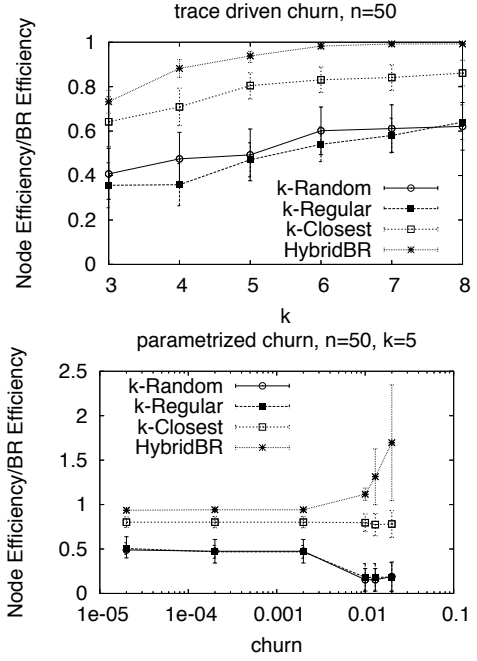 trace driven churn, n=50
Node Efficiency/BR Efficiency
1
0.8
0.6
0.4
0.2
0
k-Random
k-Regular
k-Closest
HybridBR
3 4 5 6 7 8
k
parametrized churn, n=50, k=5
Node Efficiency/BR Efficiency
2.5
2
1.5
1
0.5
0
k-Random
k-Regular
k-Closest
HybridBR
1e-05 1e-04 0.001 0.01 0.1
churn